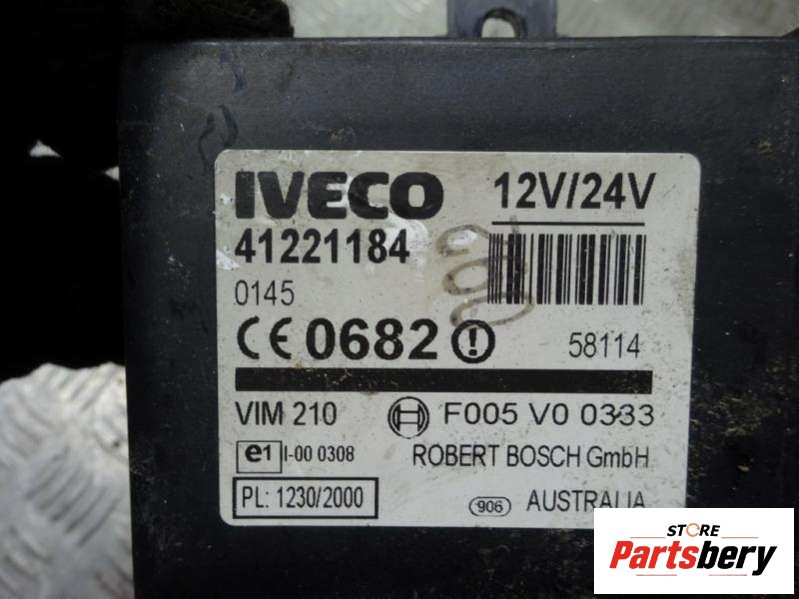 IVECO 12V/24V
41221184
0145
CE 0682 58114
VIM 210 F005 V0 0333
e1 I-00 0308 ROBERT BOSCH GmbH
PL: 1230/2000 906 AUSTRALIA
STORE
Partsbery